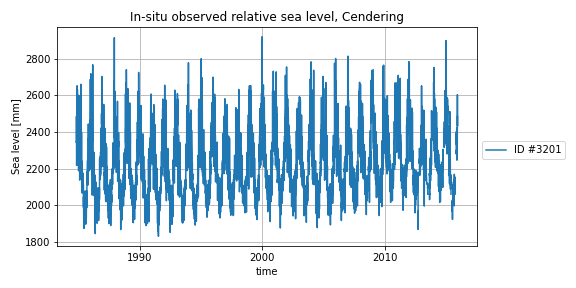 In-situ observed relative sea level, Cendering
Sea level [mm]
2800
2600
2400
2200
2000
1800
1990
2000
2010
time
ID #3201